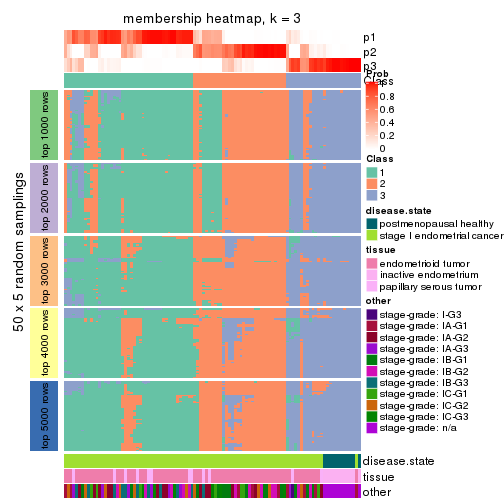 membership heatmap, k = 3
p1
p2
p3
Class
50 x 5 random samplings
top 1000 rows
top 2000 rows
top 3000 rows
top 4000 rows
top 5000 rows
disease.state
tissue
other
Prob
0.8
0.6
0.4
0.2
0
Class
1
2
3
disease.state
postmenopausal healthy
stage I endometrial cancer
tissue
endometrioid tumor
inactive endometrium
papillary serous tumor
other
stage-grade: I-G3
stage-grade: IA-G1
stage-grade: IA-G2
stage-grade: IA-G3
stage-grade: IB-G1
stage-grade: IB-G2
stage-grade: IB-G3
stage-grade: IC-G1
stage-grade: IC-G2
stage-grade: IC-G3
stage-grade: n/a